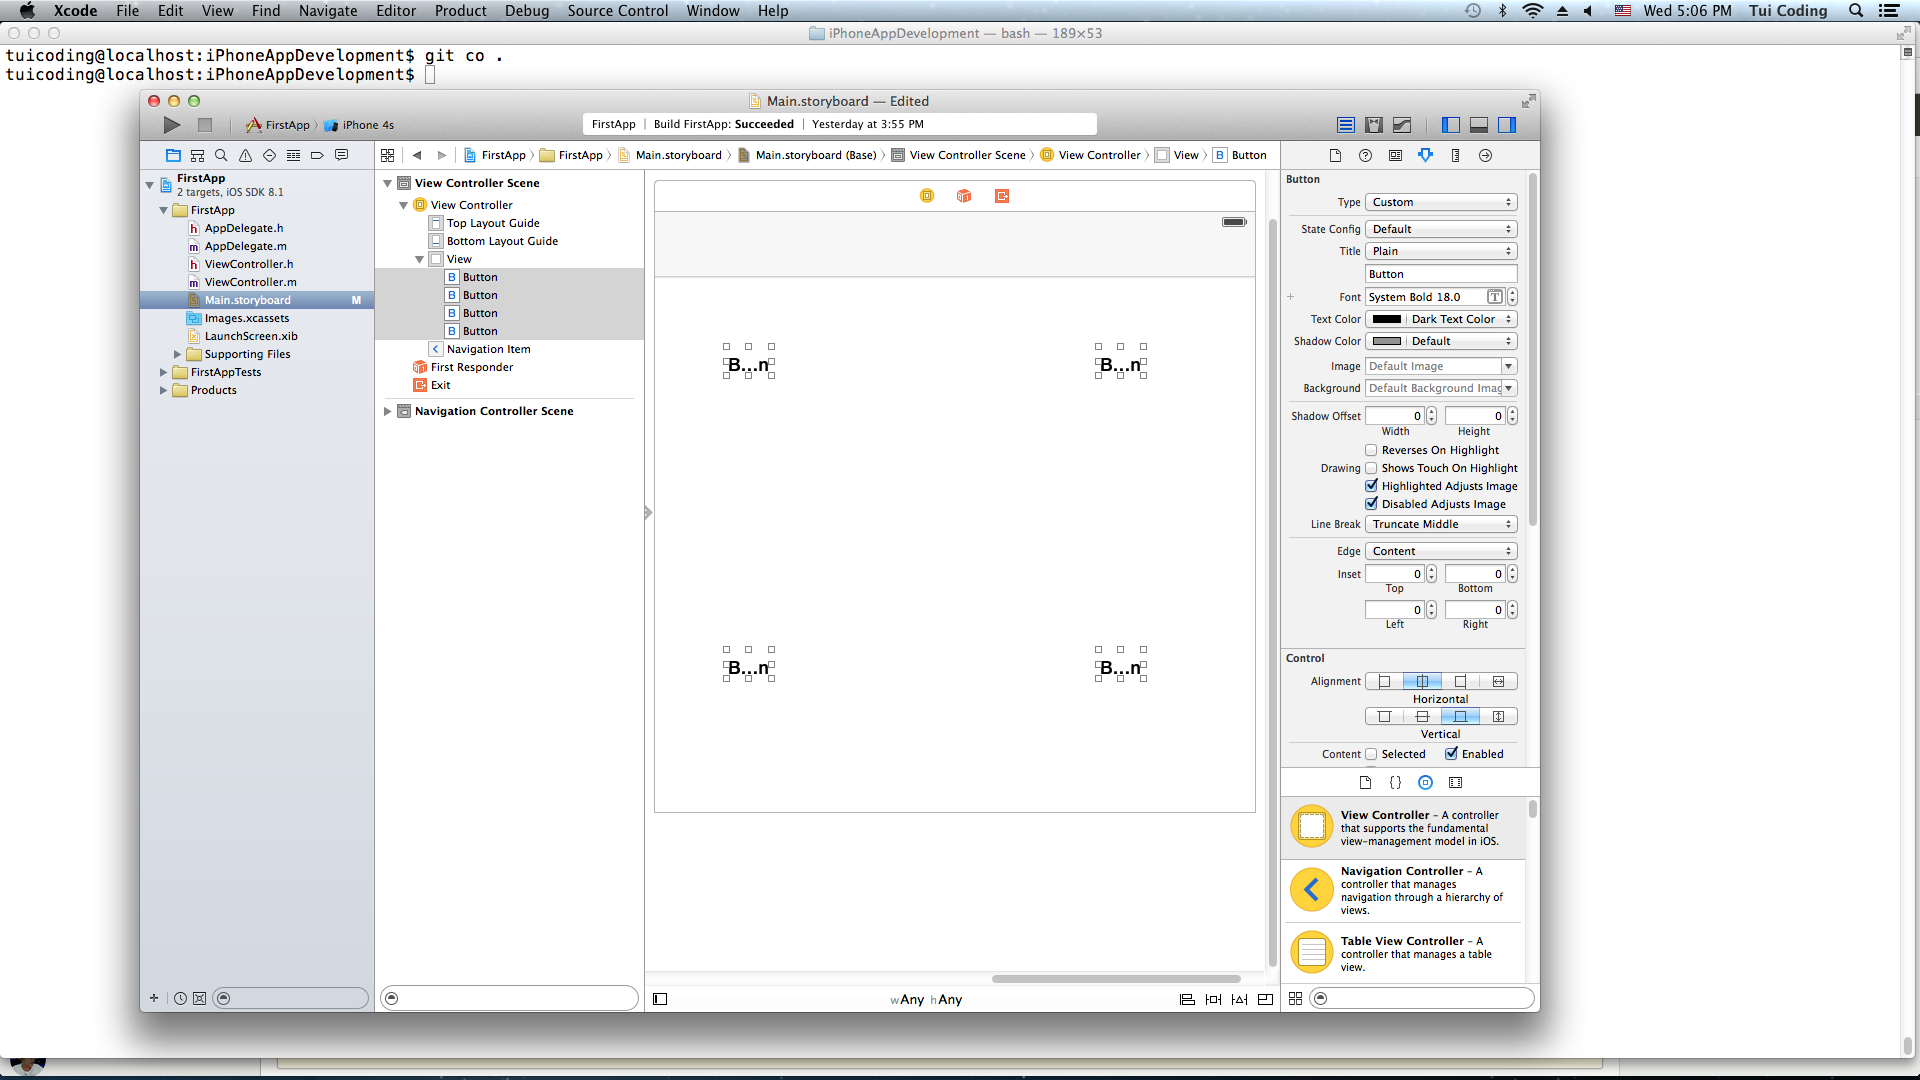 Xcode File Edit View Find Navigate Editor Product Debug Source Control Window Help Wed 5:06 PM Tui Coding
iPhoneAppDevelopment — bash — 189×53
tuicoding@localhost:iPhoneAppDevelopment$ git co .
tuicoding@localhost:iPhoneAppDevelopment$
Main.storyboard — Edited
FirstApp iPhone 4s
FirstApp Build FirstApp: Succeeded Yesterday at 3:55 PM
FirstApp FirstApp Main.storyboard Main.storyboard (Base) View Controller Scene View Controller View Button
FirstApp
2 targets, iOS SDK 8.1
FirstApp
AppDelegate.h
AppDelegate.m
ViewController.h
ViewController.m
Main.storyboard M
Images.xcassets
LaunchScreen.xib
Supporting Files
FirstAppTests
Products
View Controller Scene
View Controller
Top Layout Guide
Bottom Layout Guide
View
B Button
B Button
B Button
B Button
Navigation Item
First Responder
Exit
Navigation Controller Scene
B...n B...n
B...n B...n
wAny hAny
Button
Type Custom
State Config Default
Title Plain
Button
Font System Bold 18.0
Text Color Dark Text Color
Shadow Color Default
Image Default Image
Background Default Background Imag
Shadow Offset 0 0
Width Height
Reverses On Highlight
Drawing Shows Touch On Highlight
Highlighted Adjusts Image
Disabled Adjusts Image
Line Break Truncate Middle
Edge Content
Inset 0 0
Top Bottom
0 0
Left Right
Control
Alignment
Horizontal
Vertical
Content Selected Enabled
View Controller – A controller
that supports the fundamental
view-management model in iOS.
Navigation Controller – A
controller that manages
navigation through a hierarchy of
views.
Table View Controller – A
controller that manages a table
view.